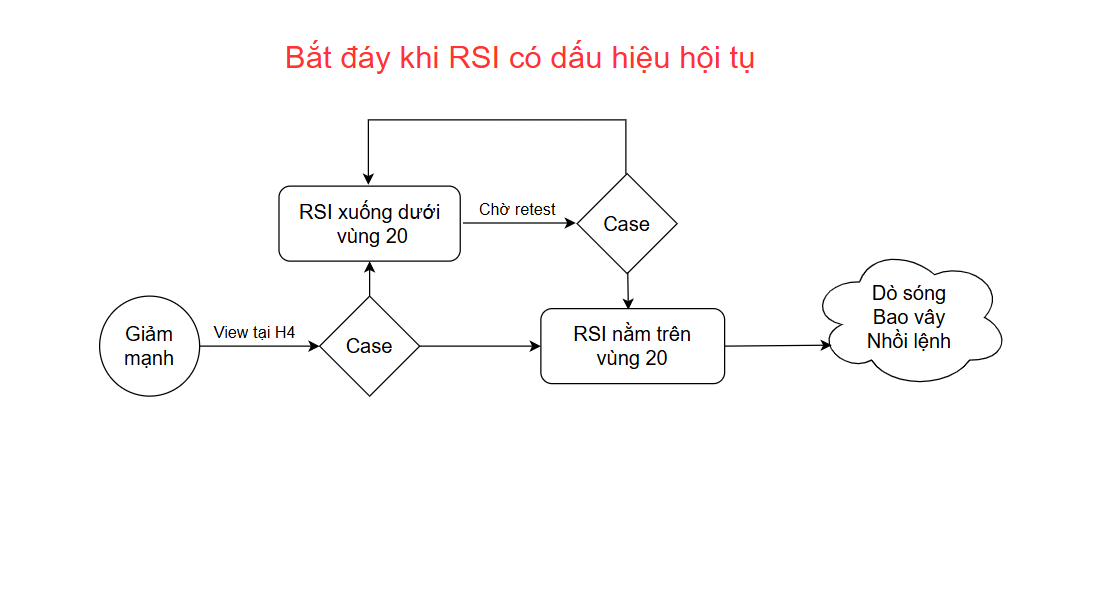 Bắt đáy khi RSI có dấu hiệu hội tụ
RSI xuống dưới
vùng 20
Chờ retest
Case
Giảm
mạnh
View tại H4
Case
RSI nằm trên
vùng 20
Dò sóng
Bao vây
Nhồi lệnh